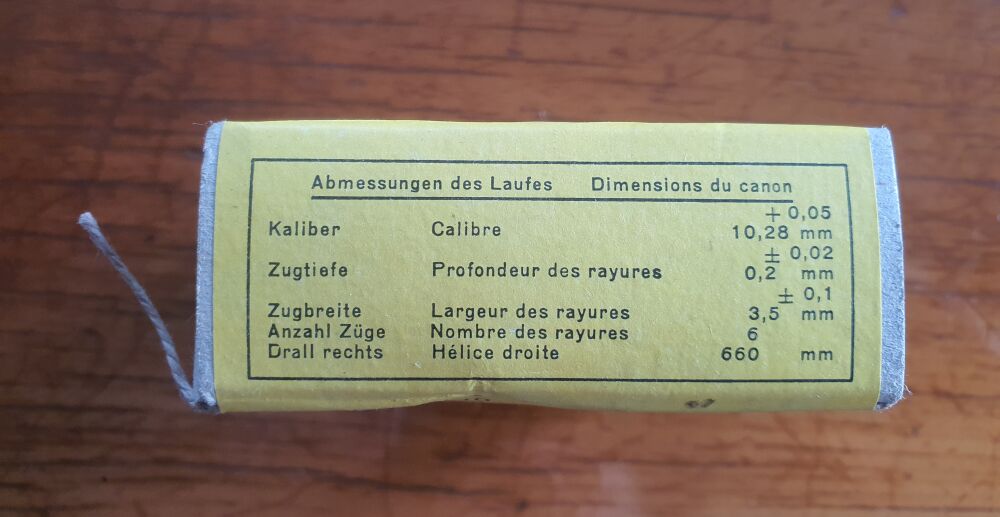 Abmessungen des Laufes Dimensions du canon
+ 0,05
Kaliber Calibre 10,28 mm
± 0,02
Zugtiefe Profondeur des rayures 0,2 mm
± 0,1
Zugbreite Largeur des rayures 3,5 mm
Anzahl Züge Nombre des rayures 6
Drall rechts Hélice droite 660 mm